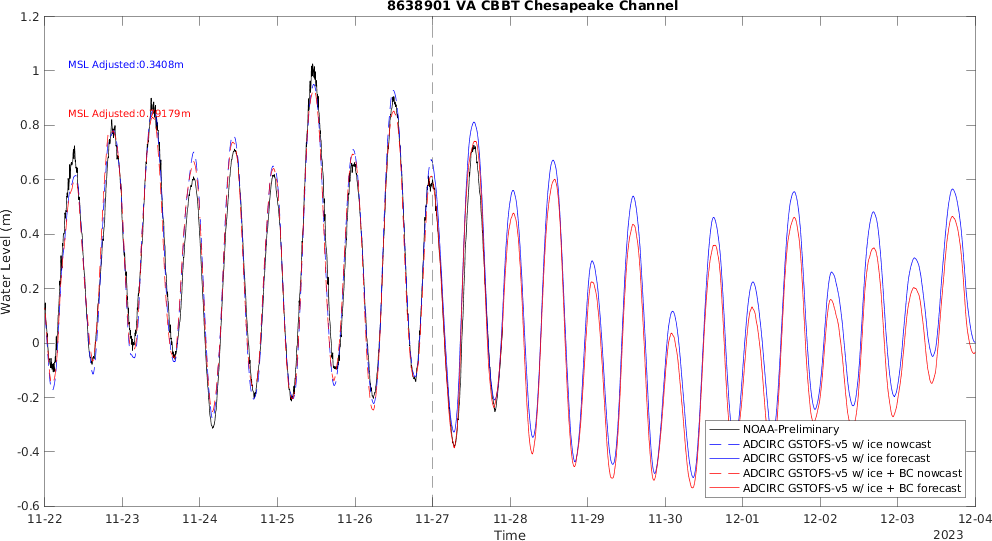 8638901 VA CBBT Chesapeake Channel
1.2
1
0.8
0.6
0.4
0.2
0
-0.2
-0.4
-0.6
Water Level (m)
MSL Adjusted:0.3408m
MSL Adjusted:
NOAA-Preliminary
ADCIRC GSTOFS-v5 w/ ice nowcast
ADCIRC GSTOFS-v5 w/ ice forecast
ADCIRC GSTOFS-v5 w/ ice + BC nowcast
ADCIRC GSTOFS-v5 w/ ice + BC forecast
11-22 11-23 11-24 11-25 11-26 11-27 11-28 11-29 11-30 12-01 12-02 12-03 12-04
Time
2023